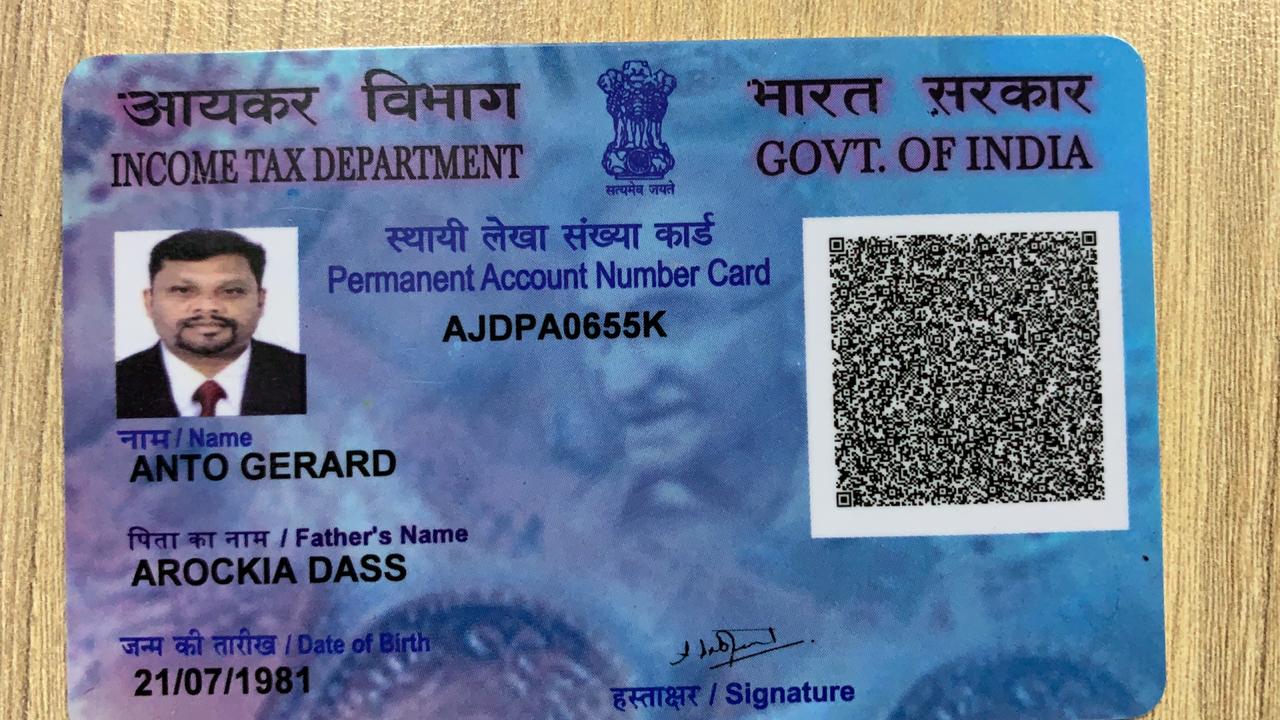 आयकर विभाग
INCOME TAX DEPARTMENT
सत्यमेव जयते
भारत सरकार
GOVT. OF INDIA
स्थायी लेखा संख्या कार्ड
Permanent Account Number Card
AJDPA0655K
नाम / Name
ANTO GERARD
पिता का नाम / Father's Name
AROCKIA DASS
जन्म की तारीख / Date of Birth
21/07/1981
हस्ताक्षर / Signature